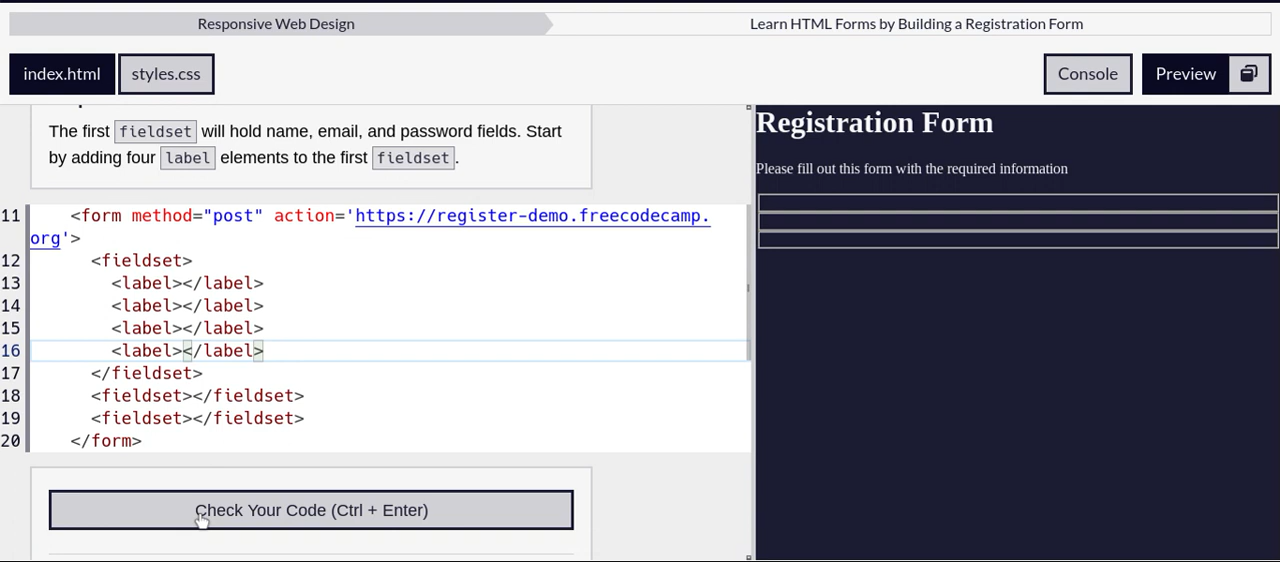 Responsive Web Design
Learn HTML Forms by Building a Registration Form
index.html
styles.css
Console
Preview
The first fieldset will hold name, email, and password fields. Start
by adding four label elements to the first fieldset.
11 <form method="post" action='https://register-demo.freecodecamp.
org'>
12 <fieldset>
13 <label></label>
14 <label></label>
15 <label></label>
16 <label></label>
17 </fieldset>
18 <fieldset></fieldset>
19 <fieldset></fieldset>
20 </form>
Check Your Code (Ctrl + Enter)
Registration Form
Please fill out this form with the required information